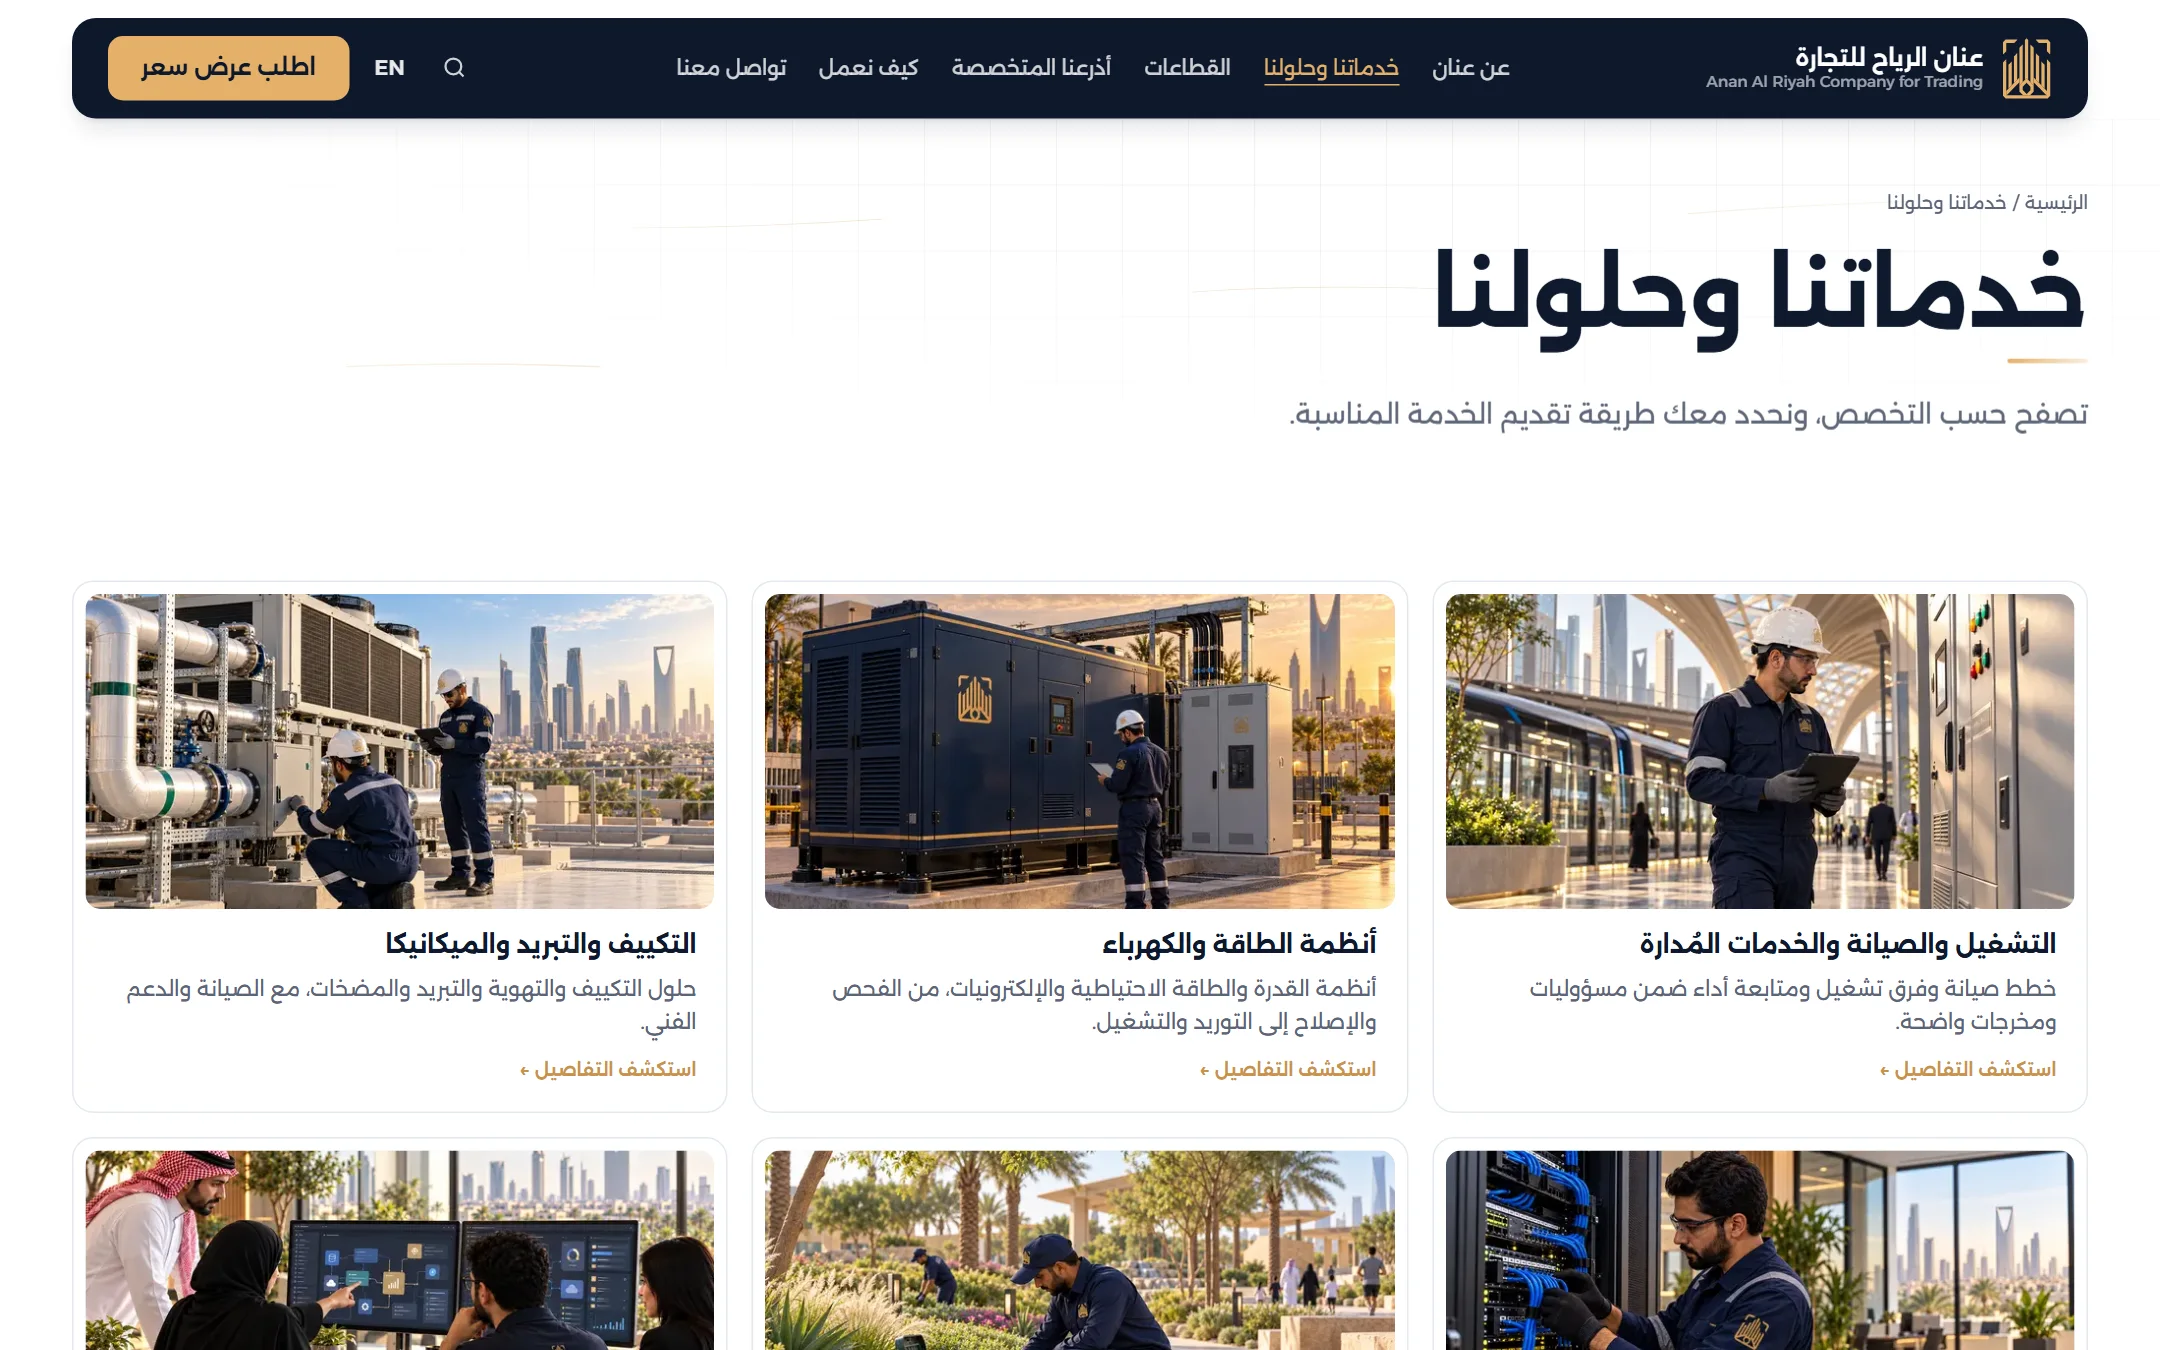 عنان الرياح للتجارة
Anan Al Riyah Company for Trading
عن عنان
خدماتنا وحلولنا
القطاعات
أذرعنا المتخصصة
كيف نعمل
تواصل معنا
EN
اطلب عرض سعر
الرئيسية / خدماتنا وحلولنا
خدماتنا وحلولنا
تصفح حسب التخصص، ونحدد معك طريقة تقديم الخدمة المناسبة.
التشغيل والصيانة والخدمات المُدارة
خطط صيانة وفرق تشغيل ومتابعة أداء ضمن مسؤوليات
ومخرجات واضحة.
استكشف التفاصيل ←
أنظمة الطاقة والكهرباء
أنظمة القدرة والطاقة الاحتياطية والإلكترونيات، من الفحص
والإصلاح إلى التوريد والتشغيل.
استكشف التفاصيل ←
التكييف والتبريد والميكانيكا
حلول التكييف والتهوية والتبريد والمضخات، مع الصيانة والدعم
الفني.
استكشف التفاصيل ←